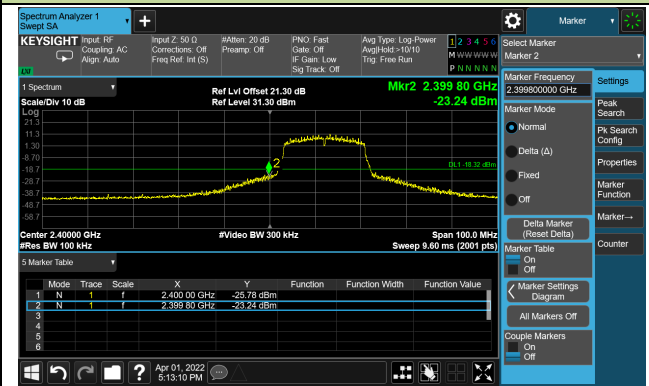 Spectrum Analyzer 1
Swept SA
Marker
KEYSIGHT
Input: RF
Coupling: AC
Align: Auto
Input Z: 50 Ω
Corrections: Off
Freq Ref: Int (S)
#Atten: 20 dB
Preamp: Off
PNO: Fast
Gate: Off
IF Gain: Low
Sig Track: Off
Avg Type: Log-Power
Avg|Hold:>10/10
Trig: Free Run
1 2 3 4 5 6
M W W W W W
P N N N N N
LXI
Select Marker
Marker 2
1 Spectrum
Scale/Div 10 dB
Log
Ref Lvl Offset 21.30 dB
Ref Level 31.30 dBm
Mkr2 2.399 80 GHz
-23.24 dBm
21.3
11.3
1.30
-8.70
-18.7
-28.7
-38.7
-48.7
-58.7
2
DL1 -18.32 dBm
Center 2.40000 GHz
#Res BW 100 kHz
#Video BW 300 kHz
Span 100.0 MHz
Sweep 9.60 ms (2001 pts)
5 Marker Table
Mode Trace Scale X Y Function Function Width Function Value
1 N 1 f 2.400 00 GHz -25.78 dBm
2 N 1 f 2.399 80 GHz -23.24 dBm
3
4
5
6
Marker Frequency
2.399800000 GHz
Marker Mode
Normal
Delta (Δ)
Fixed
Off
Delta Marker
(Reset Delta)
Marker Table
On
Off
Marker Settings
Diagram
All Markers Off
Couple Markers
On
Off
Settings
Peak
Search
Pk Search
Config
Properties
Marker
Function
Marker→
Counter
?
Apr 01, 2022
5:13:10 PM